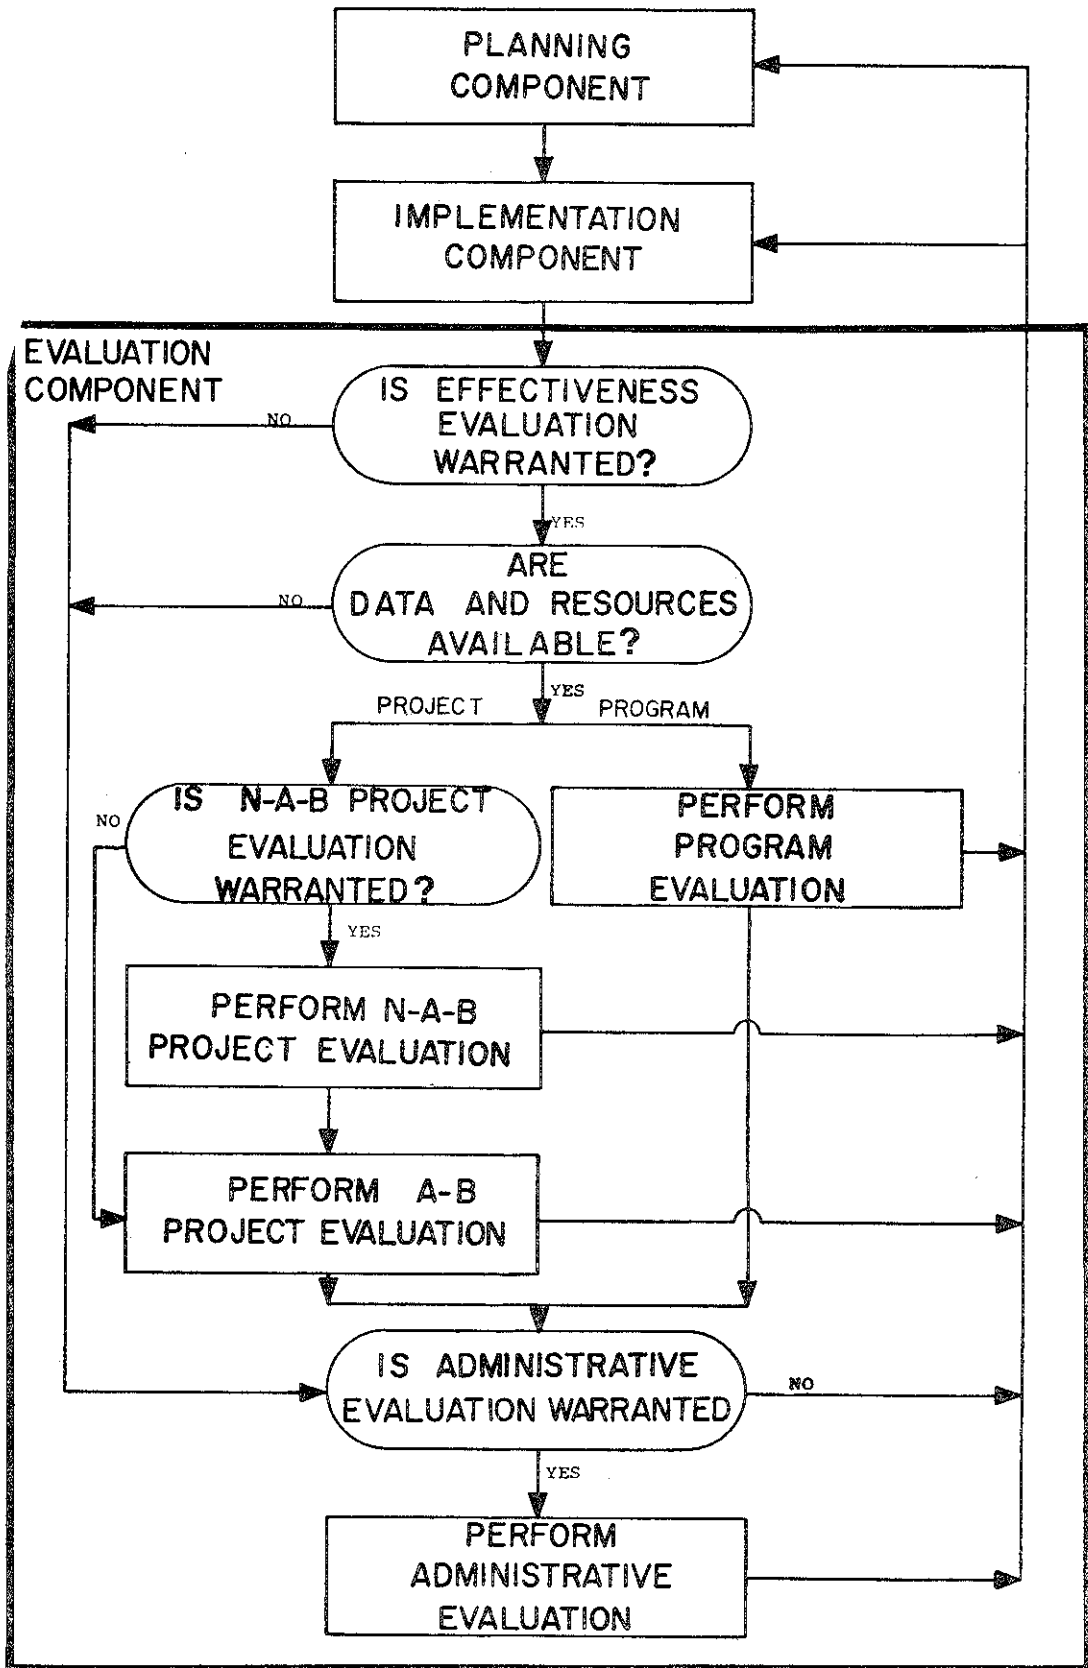 PLANNING
COMPONENT
IMPLEMENTATION
COMPONENT
EVALUATION
COMPONENT
IS EFFECTIVENESS
EVALUATION
WARRANTED?
NO
YES
ARE
DATA AND RESOURCES
AVAILABLE?
NO
YES
PROJECT
PROGRAM
IS N-A-B PROJECT
EVALUATION
WARRANTED?
NO
YES
PERFORM
PROGRAM
EVALUATION
PERFORM N-A-B
PROJECT EVALUATION
PERFORM A-B
PROJECT EVALUATION
IS ADMINISTRATIVE
EVALUATION WARRANTED
NO
YES
PERFORM
ADMINISTRATIVE
EVALUATION